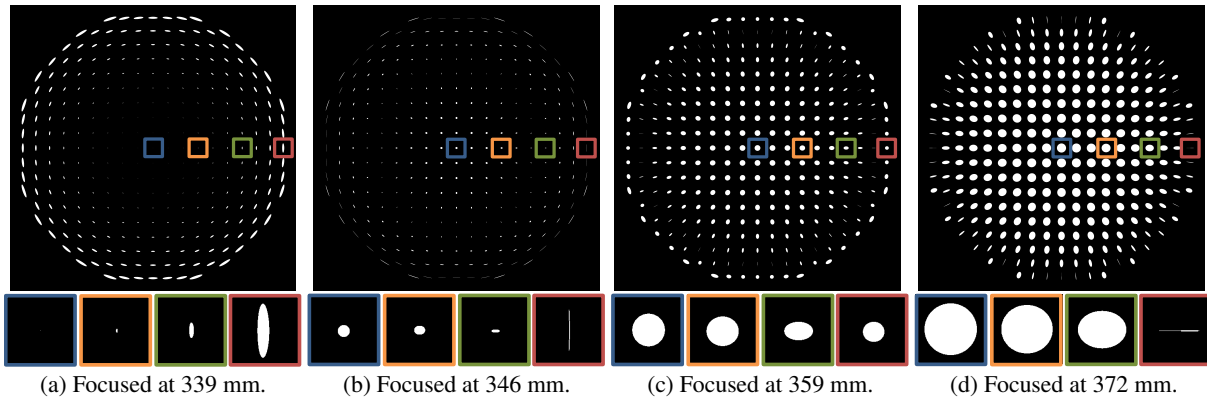 (a) Focused at 339 mm.
(b) Focused at 346 mm.
(c) Focused at 359 mm.
(d) Focused at 372 mm.